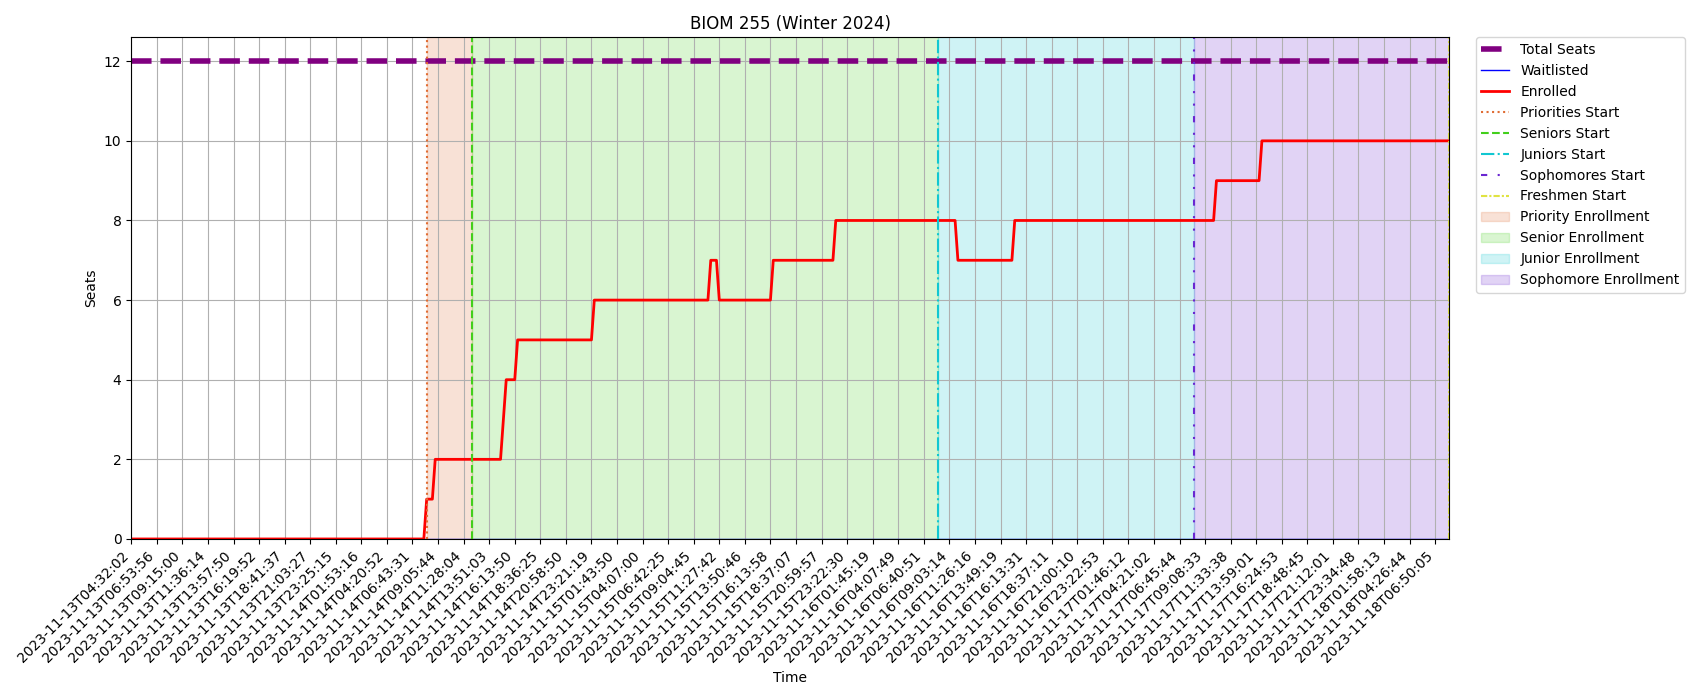 BIOM 255 (Winter 2024)
12
10
8
6
4
2
0
Seats
2023-11-13T04:32:02
2023-11-13T06:53:56
2023-11-13T09:15:00
2023-11-13T11:36:14
2023-11-13T13:57:50
2023-11-13T16:19:52
2023-11-13T18:41:37
2023-11-13T21:03:27
2023-11-13T23:25:15
2023-11-14T01:53:16
2023-11-14T04:20:52
2023-11-14T06:43:31
2023-11-14T09:05:44
2023-11-14T11:28:04
2023-11-14T13:51:03
2023-11-14T16:13:50
2023-11-14T18:36:25
2023-11-14T20:58:50
2023-11-14T23:21:19
2023-11-15T01:43:50
2023-11-15T04:07:00
2023-11-15T06:42:25
2023-11-15T09:04:45
2023-11-15T11:27:42
2023-11-15T13:50:46
2023-11-15T16:13:58
2023-11-15T18:37:07
2023-11-15T20:59:57
2023-11-15T23:22:30
2023-11-16T01:45:19
2023-11-16T04:07:49
2023-11-16T06:40:51
2023-11-16T09:03:14
2023-11-16T11:26:16
2023-11-16T13:49:19
2023-11-16T16:13:31
2023-11-16T18:37:11
2023-11-16T21:00:10
2023-11-16T23:22:53
2023-11-17T01:46:12
2023-11-17T04:21:02
2023-11-17T06:45:44
2023-11-17T09:08:33
2023-11-17T11:33:38
2023-11-17T13:59:01
2023-11-17T16:24:53
2023-11-17T18:48:45
2023-11-17T21:12:01
2023-11-17T23:34:48
2023-11-18T01:58:13
2023-11-18T04:26:44
2023-11-18T06:50:05
Time
Total Seats
Waitlisted
Enrolled
Priorities Start
Seniors Start
Juniors Start
Sophomores Start
Freshmen Start
Priority Enrollment
Senior Enrollment
Junior Enrollment
Sophomore Enrollment